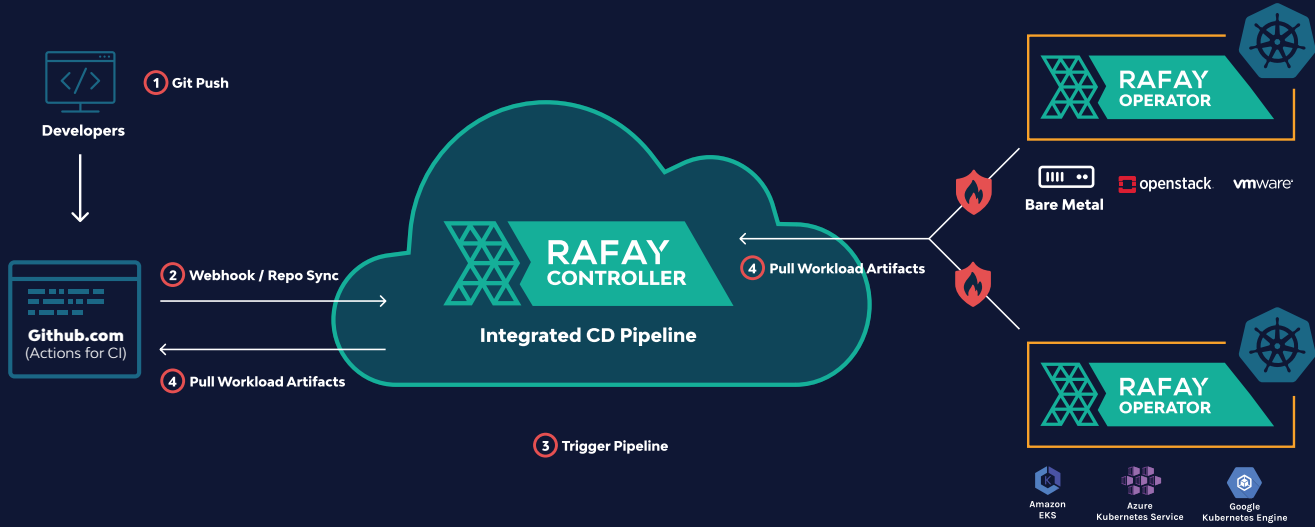 1 Git Push
Developers
2 Webhook / Repo Sync
Github.com
(Actions for CI)
4 Pull Workload Artifacts
RAFAY
CONTROLLER
Integrated CD Pipeline
3 Trigger Pipeline
4 Pull Workload Artifacts
RAFAY
OPERATOR
Bare Metal
openstack.
vmware®
RAFAY
OPERATOR
K
Amazon
EKS
Azure
Kubernetes Service
Google
Kubernetes Engine